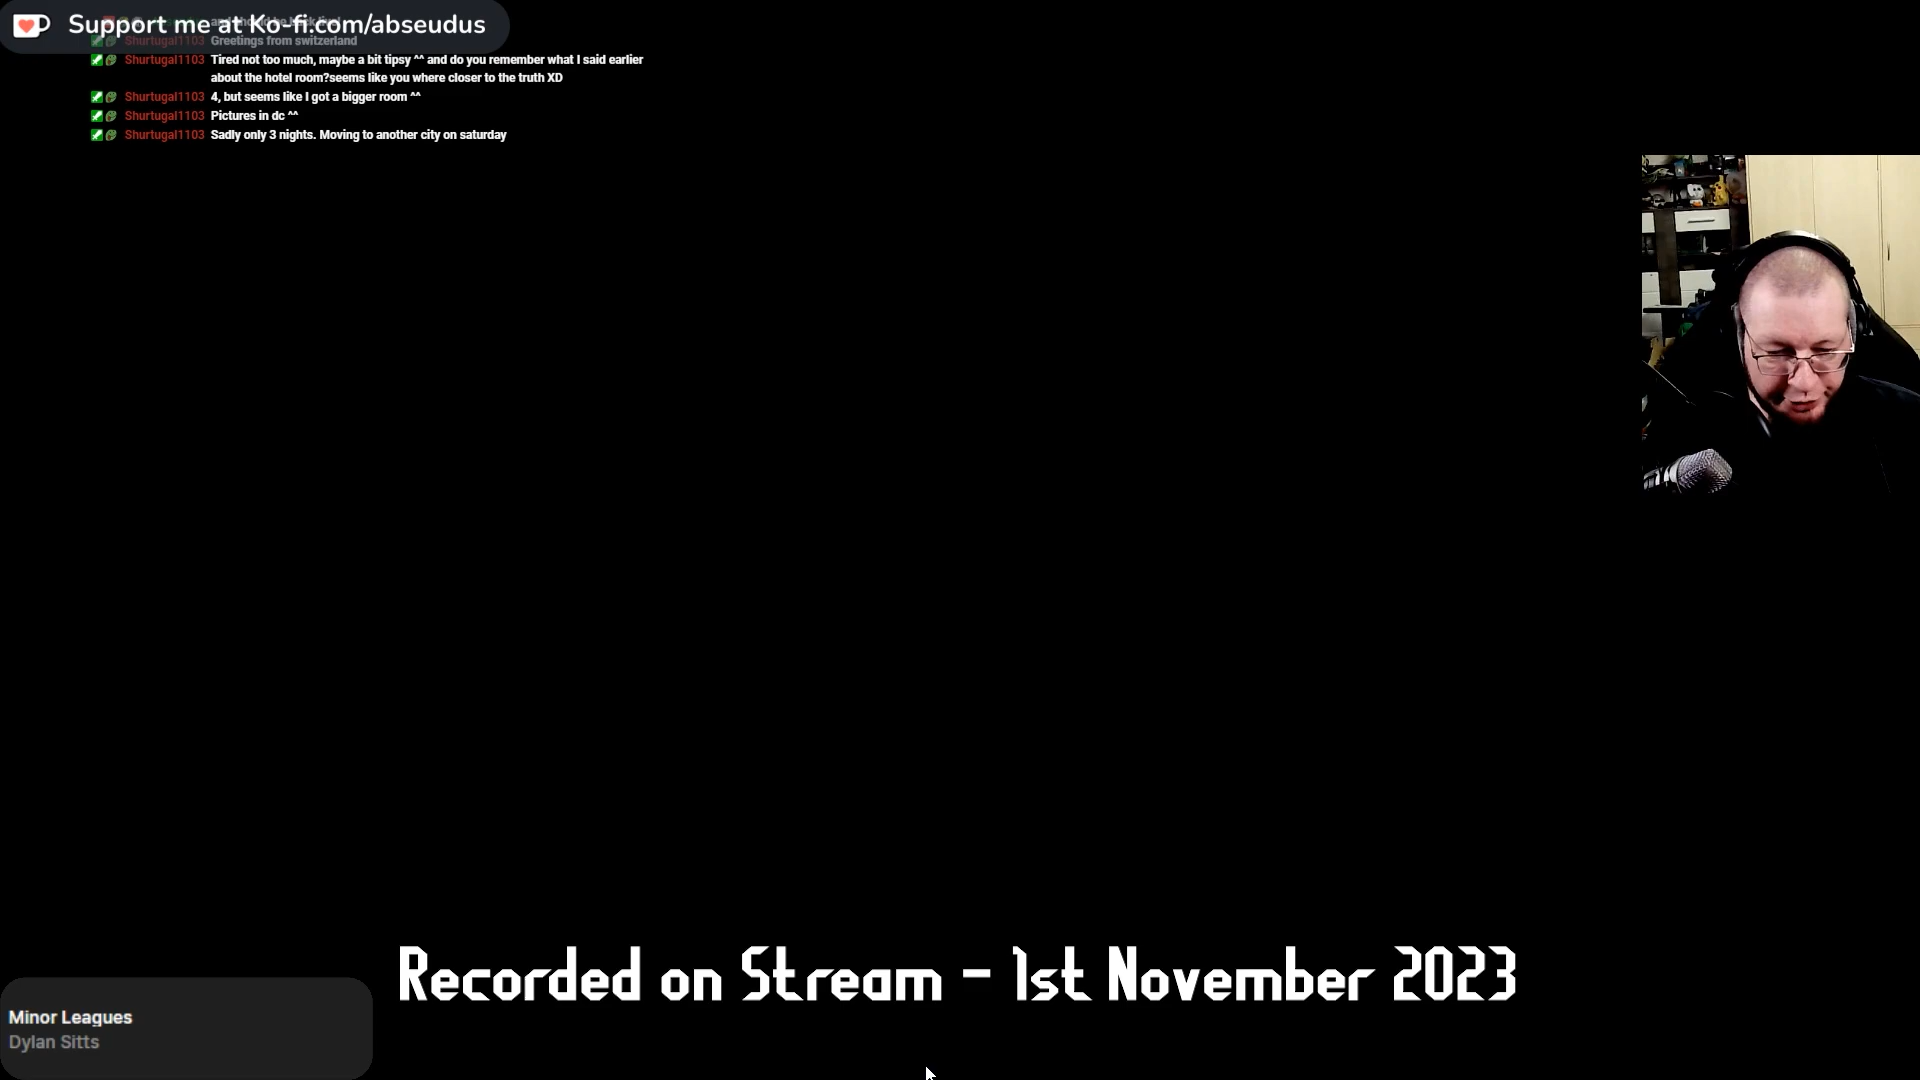 Support me at Ko-fi.com/abseudus
Shurtugal1103 Greetings from switzerland
Shurtugal1103 Tired not too much, maybe a bit tipsy ^^ and do you remember what I said earlier
about the hotel room?seems like you where closer to the truth XD
Shurtugal1103 4, but seems like I got a bigger room ^^
Shurtugal1103 Pictures in dc ^^
Shurtugal1103 Sadly only 3 nights. Moving to another city on saturday
Recorded on Stream - 1st November 2023
Minor Leagues
Dylan Sitts